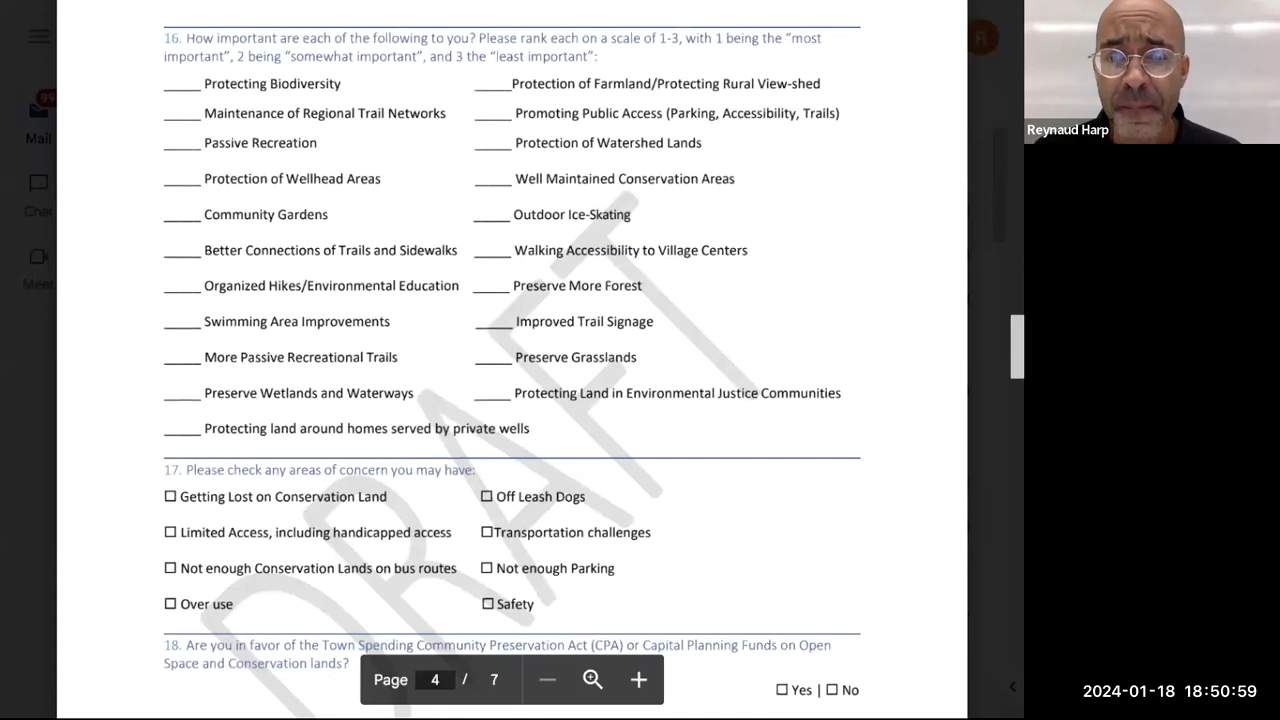 16. How important are each of the following to you? Please rank each on a scale of 1-3, with 1 being the “most
important”, 2 being “somewhat important”, and 3 the “least important”:
_____ Protecting Biodiversity _____Protection of Farmland/Protecting Rural View-shed
_____ Maintenance of Regional Trail Networks _____ Promoting Public Access (Parking, Accessibility, Trails)
_____ Passive Recreation _____ Protection of Watershed Lands
_____ Protection of Wellhead Areas _____ Well Maintained Conservation Areas
_____ Community Gardens _____ Outdoor Ice-Skating
_____ Better Connections of Trails and Sidewalks _____ Walking Accessibility to Village Centers
_____ Organized Hikes/Environmental Education _____ Preserve More Forest
_____ Swimming Area Improvements _____ Improved Trail Signage
_____ More Passive Recreational Trails _____ Preserve Grasslands
_____ Preserve Wetlands and Waterways _____ Protecting Land in Environmental Justice Communities
_____ Protecting land around homes served by private wells
17. Please check any areas of concern you may have:
☐ Getting Lost on Conservation Land ☐ Off Leash Dogs
☐ Limited Access, including handicapped access ☐Transportation challenges
☐ Not enough Conservation Lands on bus routes ☐ Not enough Parking
☐ Over use ☐ Safety
18. Are you in favor of the Town Spending Community Preservation Act (CPA) or Capital Planning Funds on Open
Space and Conservation lands?
☐ Yes | ☐ No
DRAFT
Page 4 / 7
99
Mail
Chat
Meet
Reynaud Harp
2024-01-18 18:50:59